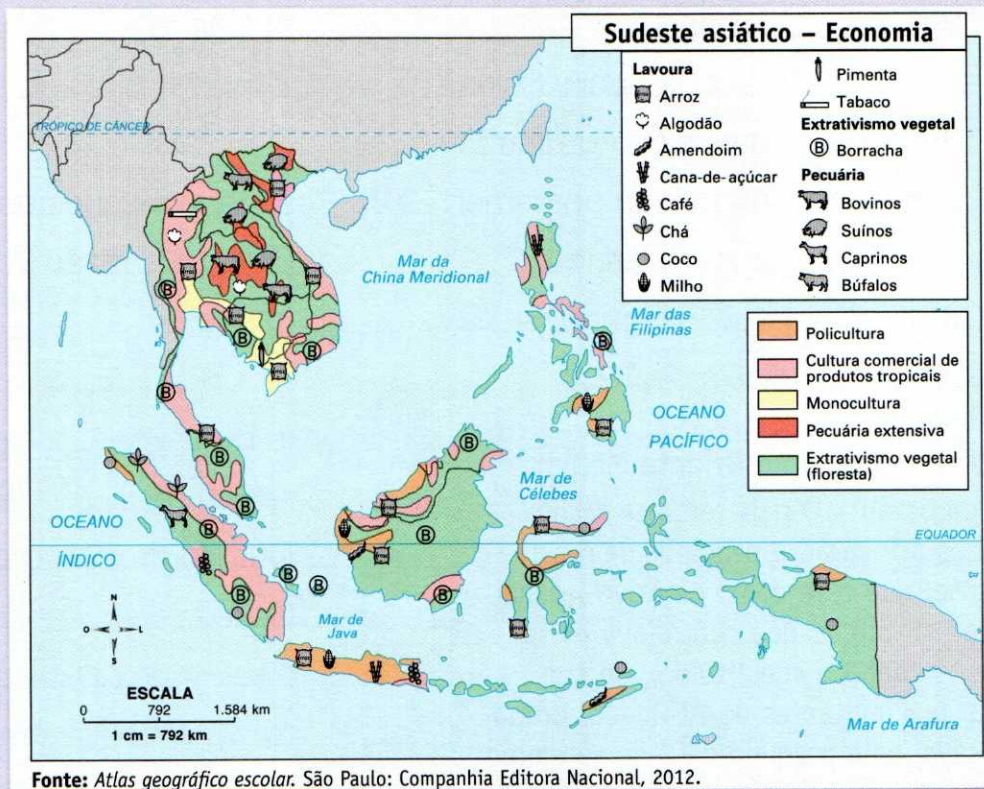 Sudeste asiático – Economia
Lavoura
Arroz
Algodão
Amendoim
Cana-de-açúcar
Café
Chá
Coco
Milho
Pimenta
Tabaco
Extrativismo vegetal
B Borracha
Pecuária
Bovinos
Suínos
Caprinos
Búfalos
Policultura
Cultura comercial de
produtos tropicais
Monocultura
Pecuária extensiva
Extrativismo vegetal
(floresta)
TRÓPICO DE CÂNCER
Mar da
China Meridional
Mar das
Filipinas
OCEANO
PACÍFICO
Mar de
Célebes
OCEANO
ÍNDICO
EQUADOR
Mar de
Java
Mar de Arafura
N
O L
S
ESCALA
0 792 1.584 km
1 cm = 792 km
Fonte: Atlas geográfico escolar. São Paulo: Companhia Editora Nacional, 2012.